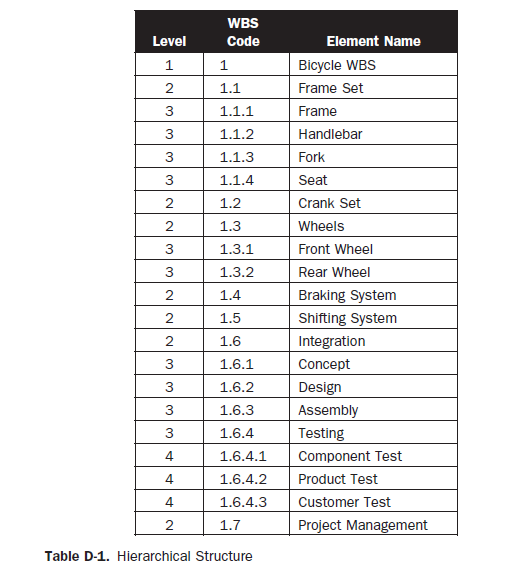 Level WBS Code Element Name
1 1 Bicycle WBS
2 1.1 Frame Set
3 1.1.1 Frame
3 1.1.2 Handlebar
3 1.1.3 Fork
3 1.1.4 Seat
2 1.2 Crank Set
2 1.3 Wheels
3 1.3.1 Front Wheel
3 1.3.2 Rear Wheel
2 1.4 Braking System
2 1.5 Shifting System
2 1.6 Integration
3 1.6.1 Concept
3 1.6.2 Design
3 1.6.3 Assembly
3 1.6.4 Testing
4 1.6.4.1 Component Test
4 1.6.4.2 Product Test
4 1.6.4.3 Customer Test
2 1.7 Project Management
Table D-1. Hierarchical Structure